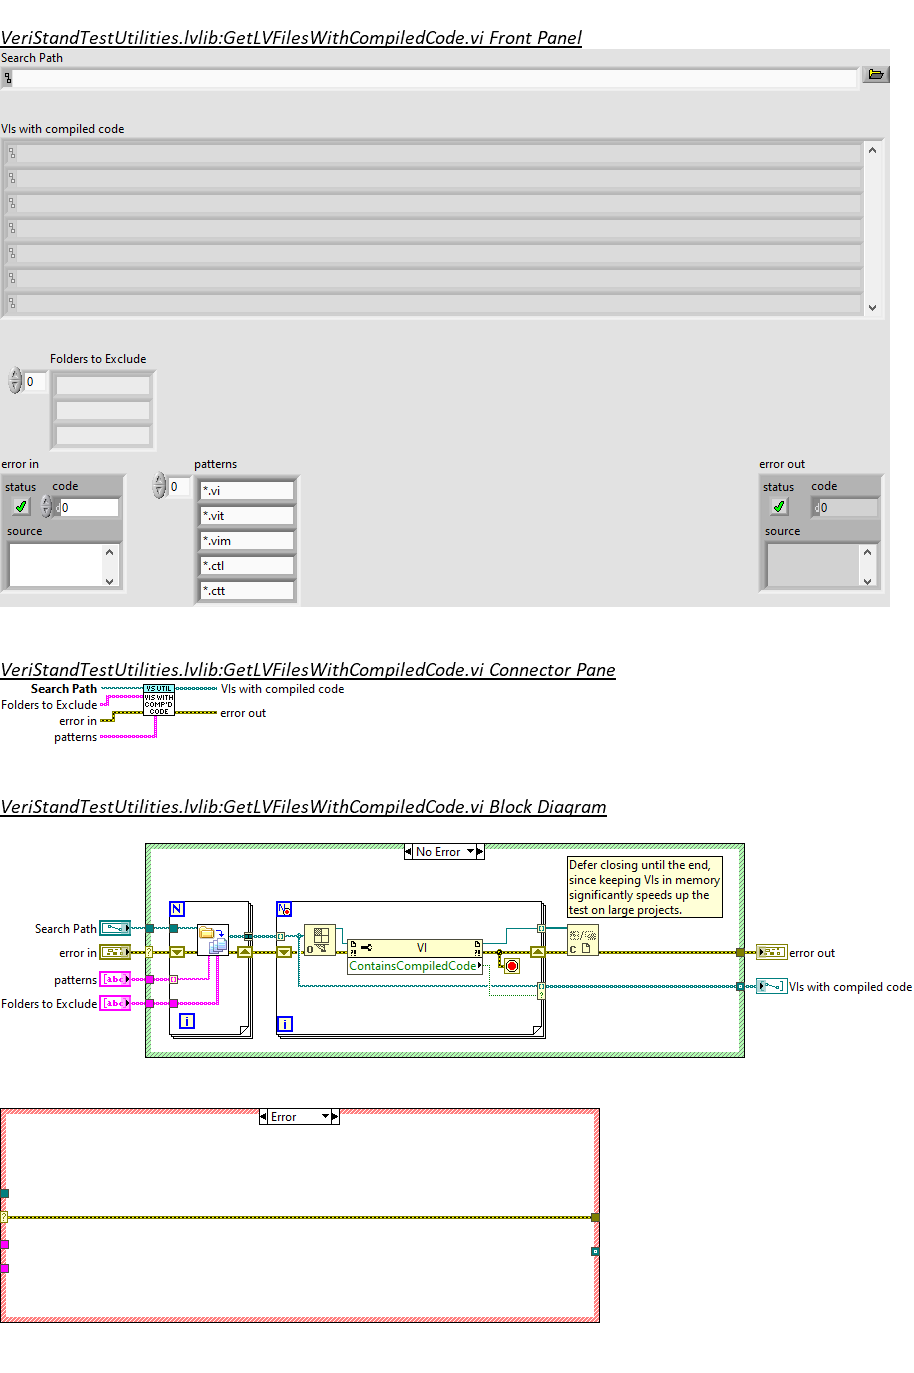 VeriStandTestUtilities.lvlib:GetLVFilesWithCompiledCode.vi Front Panel
Search Path
VIs with compiled code
Folders to Exclude
0
error in
patterns
error out
status code
0
*.vi
status code
0
0
*.vit
source
*.vim
source
*.ctl
*.ctt
VeriStandTestUtilities.lvlib:GetLVFilesWithCompiledCode.vi Connector Pane
Search Path
VS UTIL
VIs with compiled code
Folders to Exclude
VIS WITH
COMP'D
CODE
error out
error in
patterns
VeriStandTestUtilities.lvlib:GetLVFilesWithCompiledCode.vi Block Diagram
No Error
Defer closing until the end,
since keeping VIs in memory
significantly speeds up the
test on large projects.
N
N
Search Path
error in
?
VI
error out
ContainsCompiledCode
patterns
abc
VIs with compiled code
Folders to Exclude
abc
?
i
i
Error
?